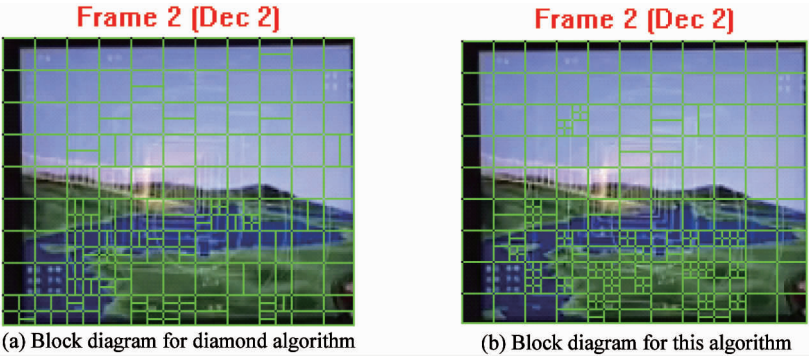 Frame 2 (Dec 2)
Frame 2 (Dec 2)
(a) Block diagram for diamond algorithm
(b) Block diagram for this algorithm